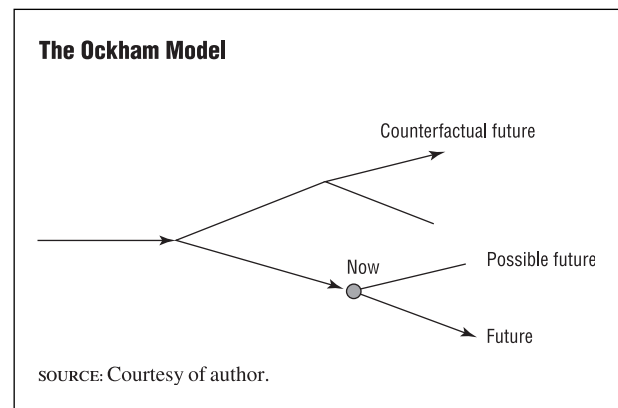 The Ockham Model
Counterfactual future
Now
Possible future
Future
SOURCE: Courtesy of author.